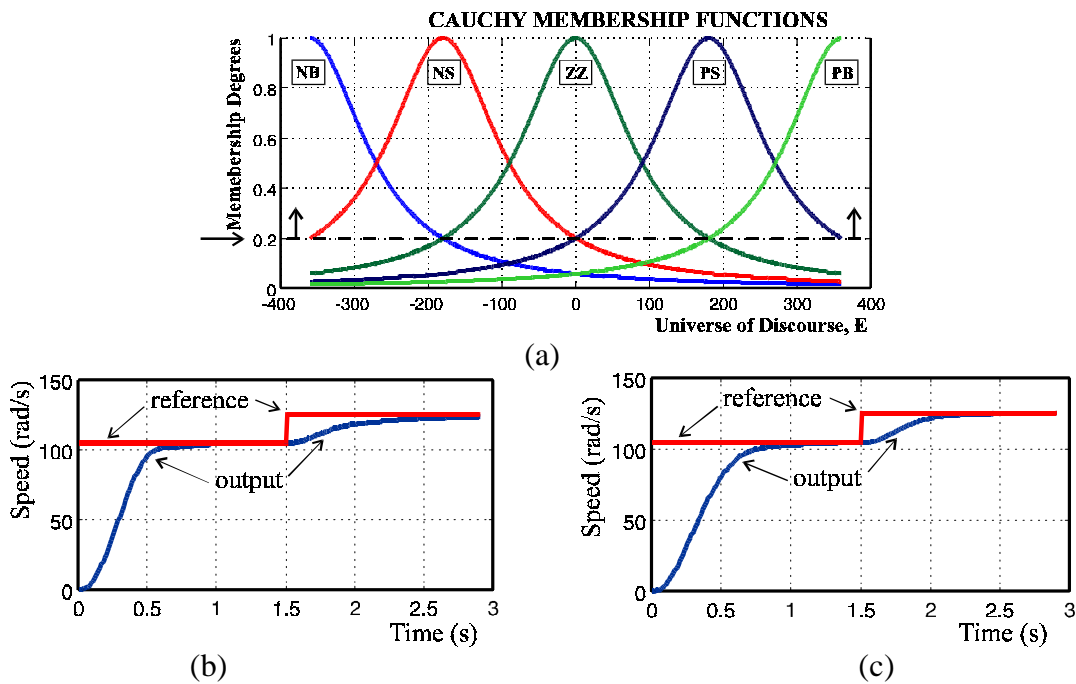 CAUCHY MEMBERSHIP FUNCTIONS
Memebership Degrees
1
0.8
0.6
0.4
0.2
0
NB
NS
ZZ
PS
PB
-400
-300
-200
-100
0
100
200
300
400
Universe of Discourse, E
(a)
Speed (rad/s)
150
100
50
0
reference
output
0
0.5
1
1.5
2
2.5
3
Time (s)
(b)
Speed (rad/s)
150
100
50
0
reference
output
0
0.5
1
1.5
2
2.5
3
Time (s)
(c)